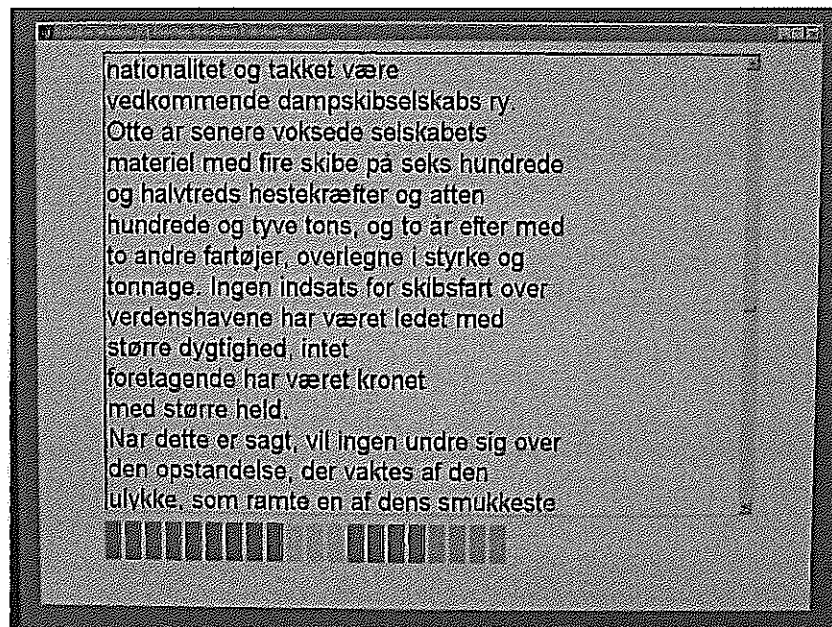 nationalitet og takket være
vedkommende dampskibselskabs ry.
Otte år senere voksede selskabets
materiel med fire skibe på seks hundrede
og halvtreds hestekræfter og atten
hundrede og tyve tons, og to år efter med
to andre fartøjer, overlegne i styrke og
tonnage. Ingen indsats for skibsfart over
verdenshavene har været ledet med
større dygtighed, intet
foretagende har været kronet
med større held.
Når dette er sagt, vil ingen undre sig over
den opstandelse, der vaktes af den
ulykke, som ramte en af dens smukkeste